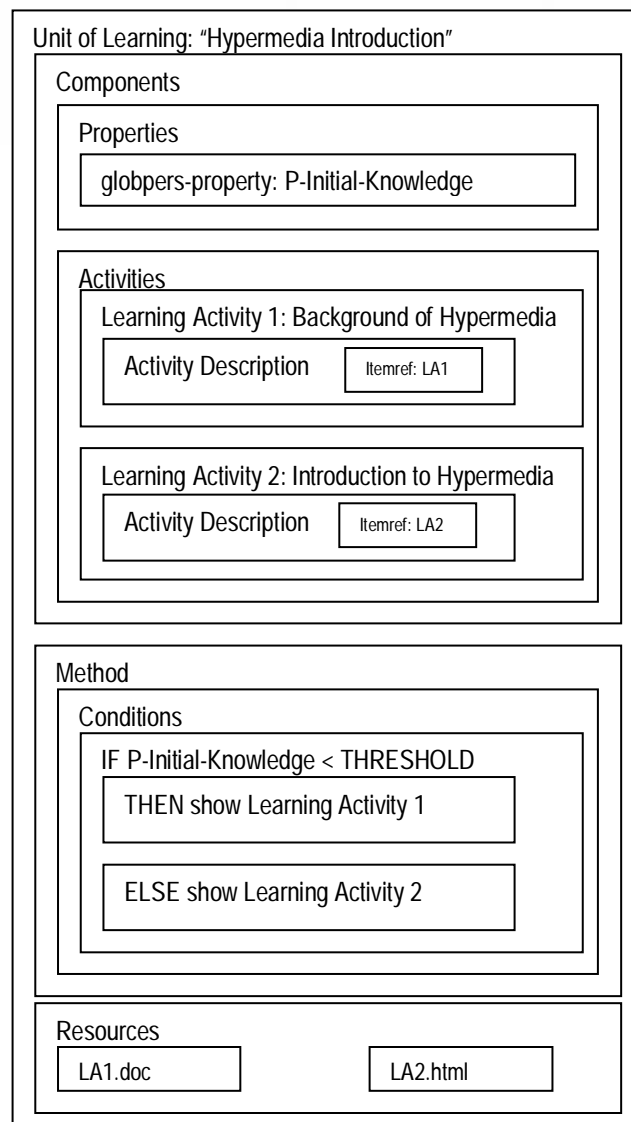 Unit of Learning: “Hypermedia Introduction”
Components
Properties
globpers-property: P-Initial-Knowledge
Activities
Learning Activity 1: Background of Hypermedia
Activity Description
Itemref: LA1
Learning Activity 2: Introduction to Hypermedia
Activity Description
Itemref: LA2
Method
Conditions
IF P-Initial-Knowledge < THRESHOLD
THEN show Learning Activity 1
ELSE show Learning Activity 2
Resources
LA1.doc
LA2.html